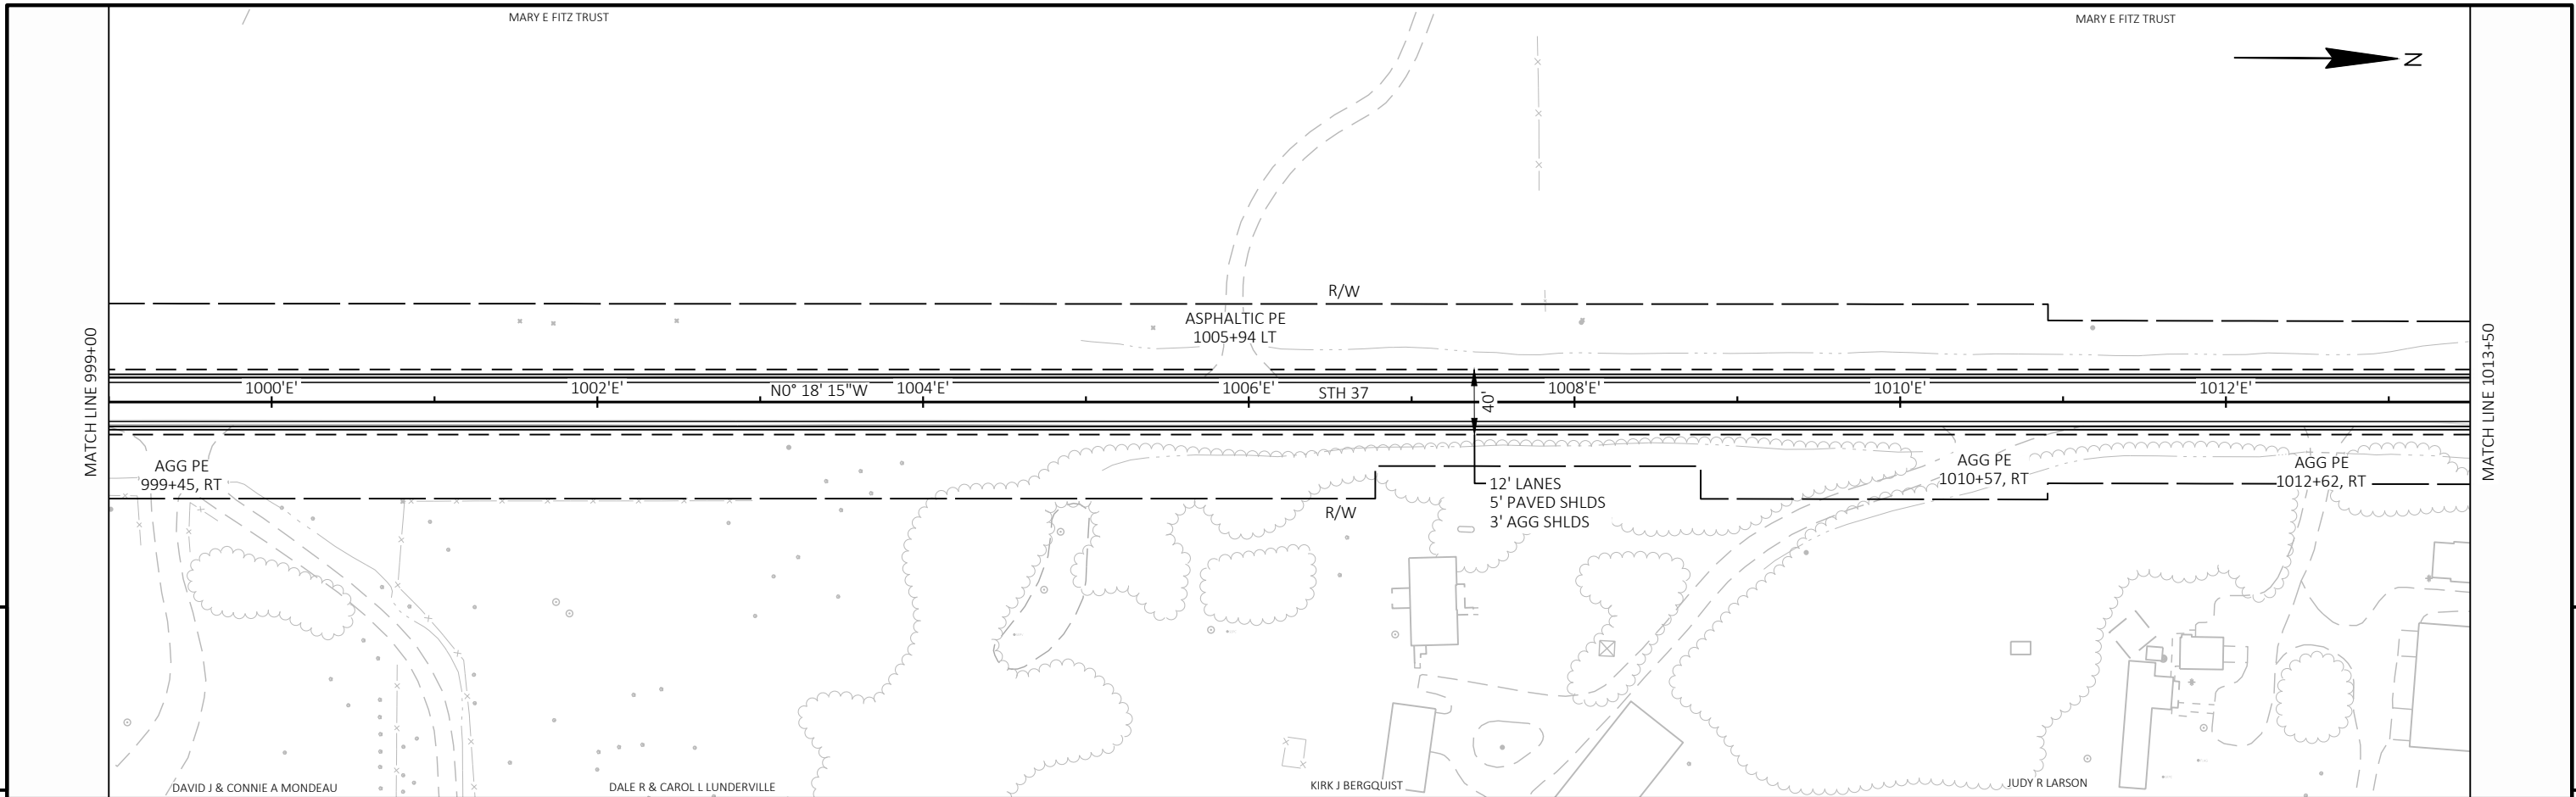 MARY E FITZ TRUST
MARY E FITZ TRUST
N
R/W
ASPHALTIC PE
1005+94 LT
MATCH LINE 999+00
MATCH LINE 1013+50
1000'E'
1002'E'
N0° 18' 15"W
1004'E'
1006'E'
STH 37
40'
1008'E'
1010'E'
1012'E'
AGG PE
999+45, RT
AGG PE
1010+57, RT
AGG PE
1012+62, RT
R/W
12' LANES
5' PAVED SHLDS
3' AGG SHLDS
DAVID J & CONNIE A MONDEAU
DALE R & CAROL L LUNDERVILLE
KIRK J BERGQUIST
JUDY R LARSON